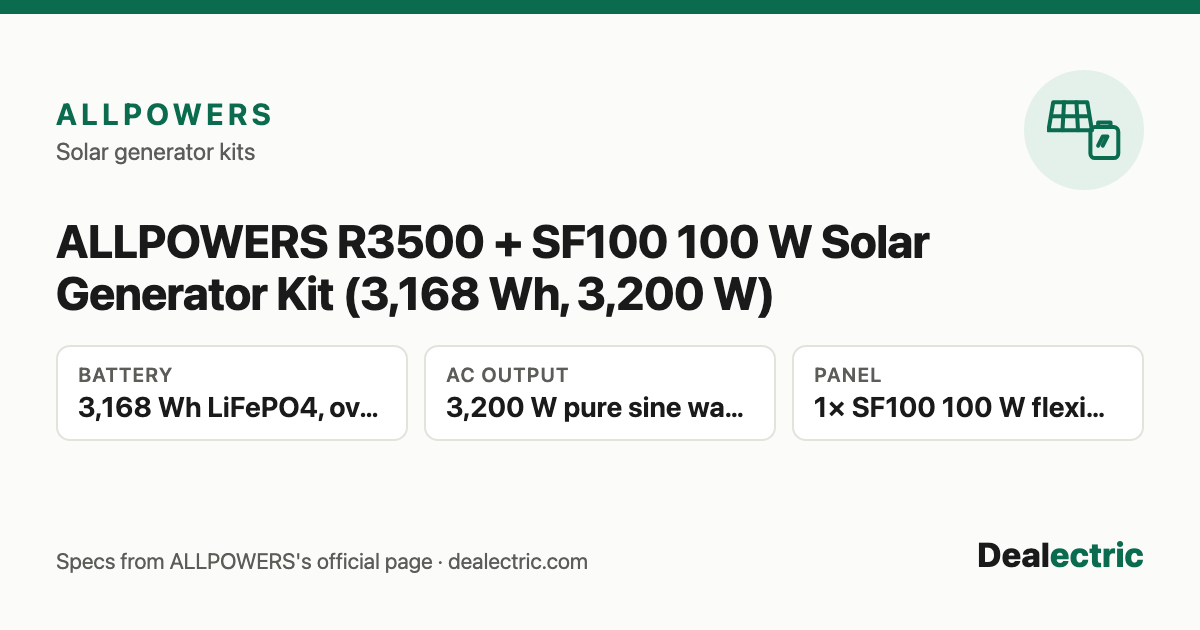 ALLPOWERS
Solar generator kits
ALLPOWERS R3500 + SF100 100 W Solar
Generator Kit (3,168 Wh, 3,200 W)
BATTERY
3,168 Wh LiFePO4, ov...
AC OUTPUT
3,200 W pure sine wa...
PANEL
1× SF100 100 W flexi...
Specs from ALLPOWERS's official page · dealectric.com
Dealectric